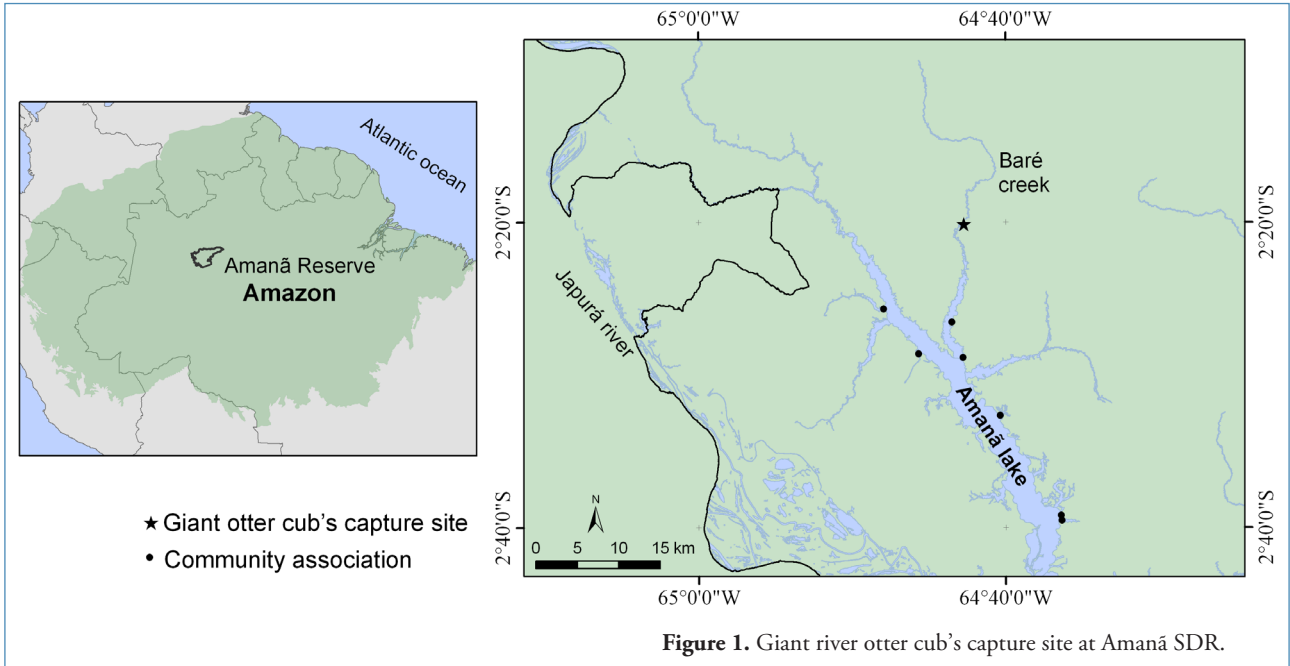 65°0'0"W
64°40'0"W
Atlantic ocean
Amanã Reserve
Amazon
★ Giant otter cub's capture site
• Community association
2°20'0"S
2°40'0"S
Baré
creek
Japurá river
Amanã lake
N
0 5 10 15 km
2°20'0"S
2°40'0"S
65°0'0"W
64°40'0"W
Figure 1. Giant river otter cub's capture site at Amanã SDR.